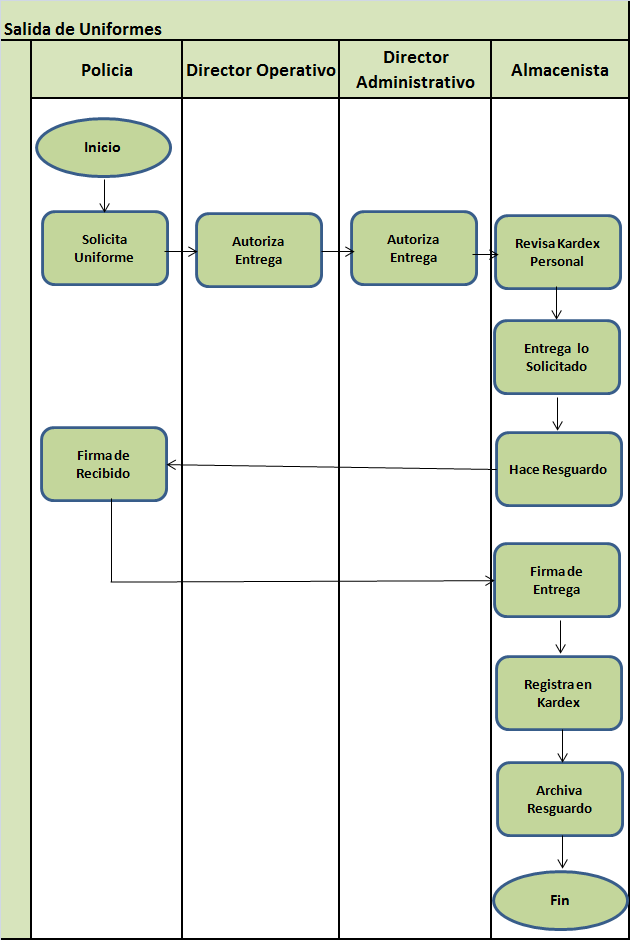 Salida de Uniformes
Policia
Director Operativo
Director
Administrativo
Almacenista
Inicio
Solicita
Uniforme
Autoriza
Entrega
Autoriza
Entrega
Revisa Kardex
Personal
Entrega lo
Solicitado
Hace Resguardo
Firma de
Recibido
Firma de
Entrega
Registra en
Kardex
Archiva
Resguardo
Fin